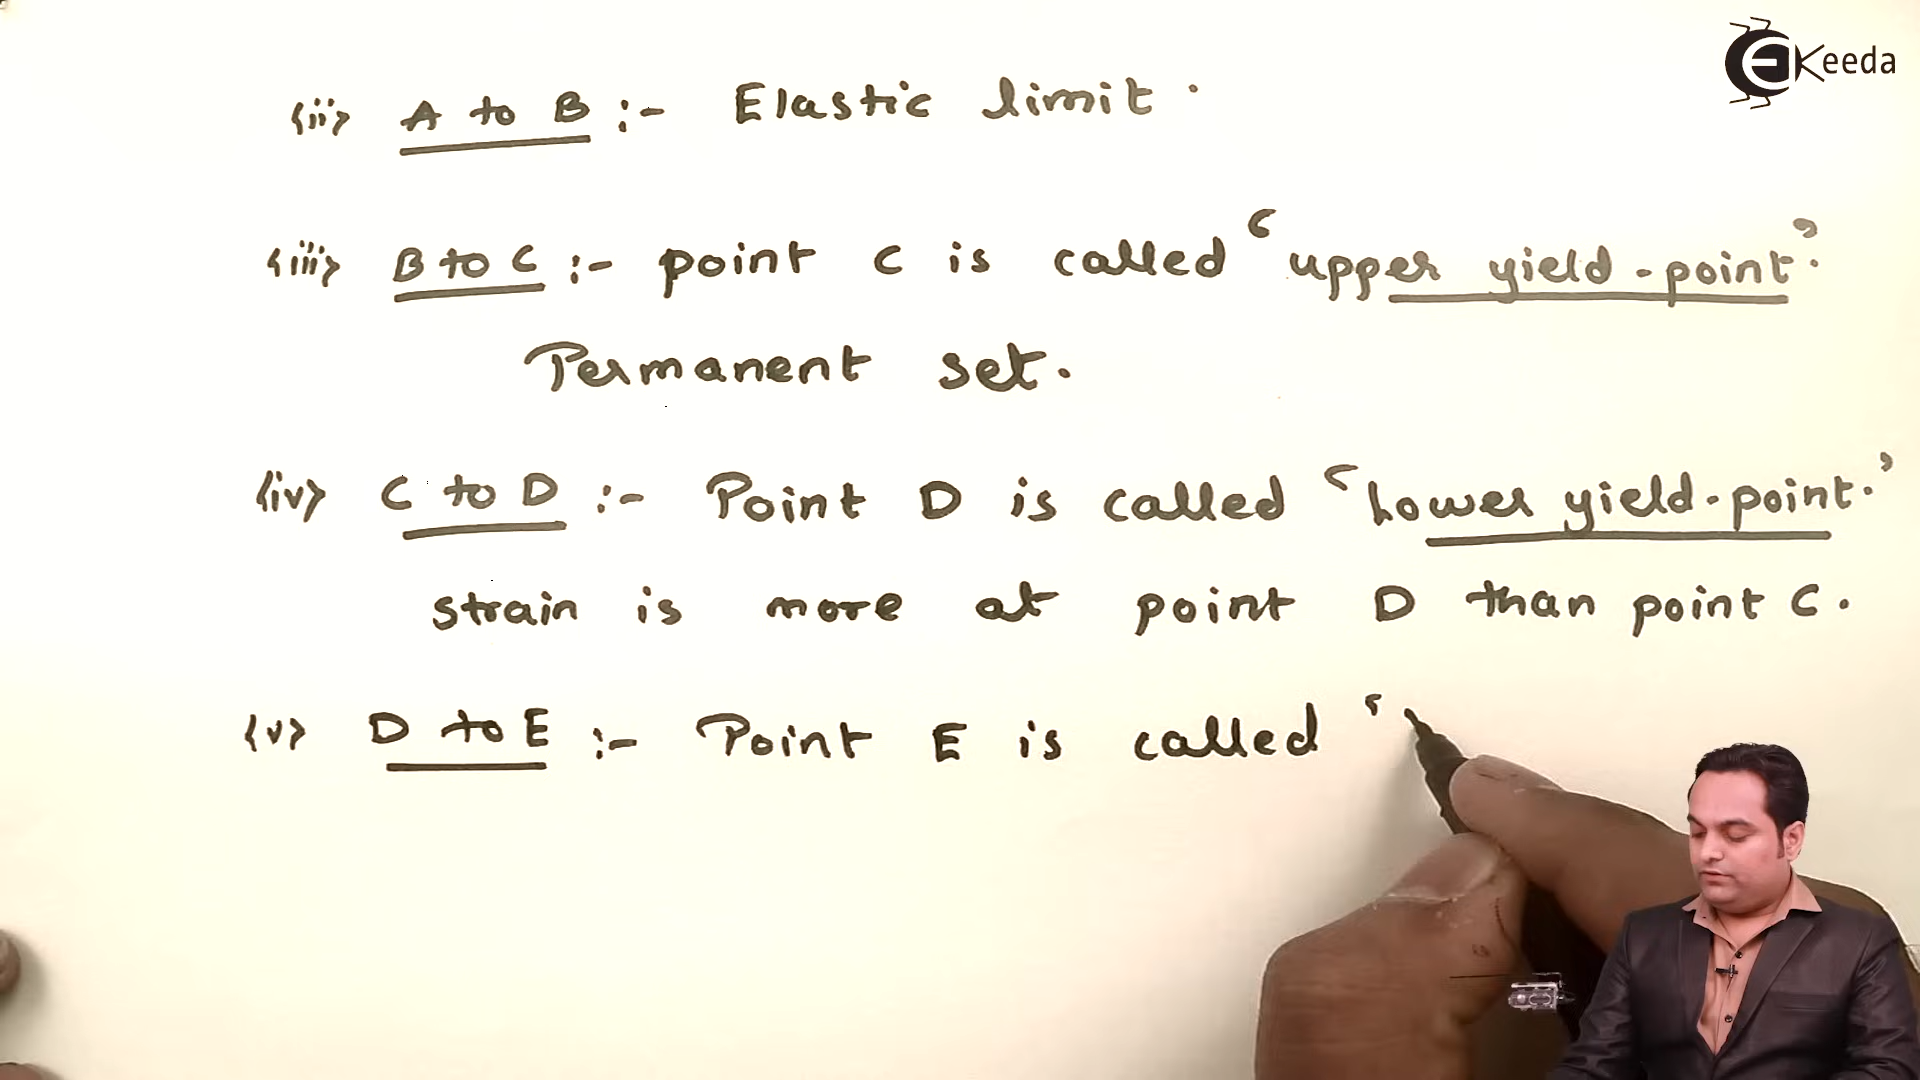 EKeeda
(ii) A to B :- Elastic limit.
(iii) B to C :- point C is called ‘upper yield-point.’
Permanent set.
(iv) C to D :- Point D is called ‘Lower yield-point.’
strain is more at point D than point C.
(v) D to E :- Point E is called ‘